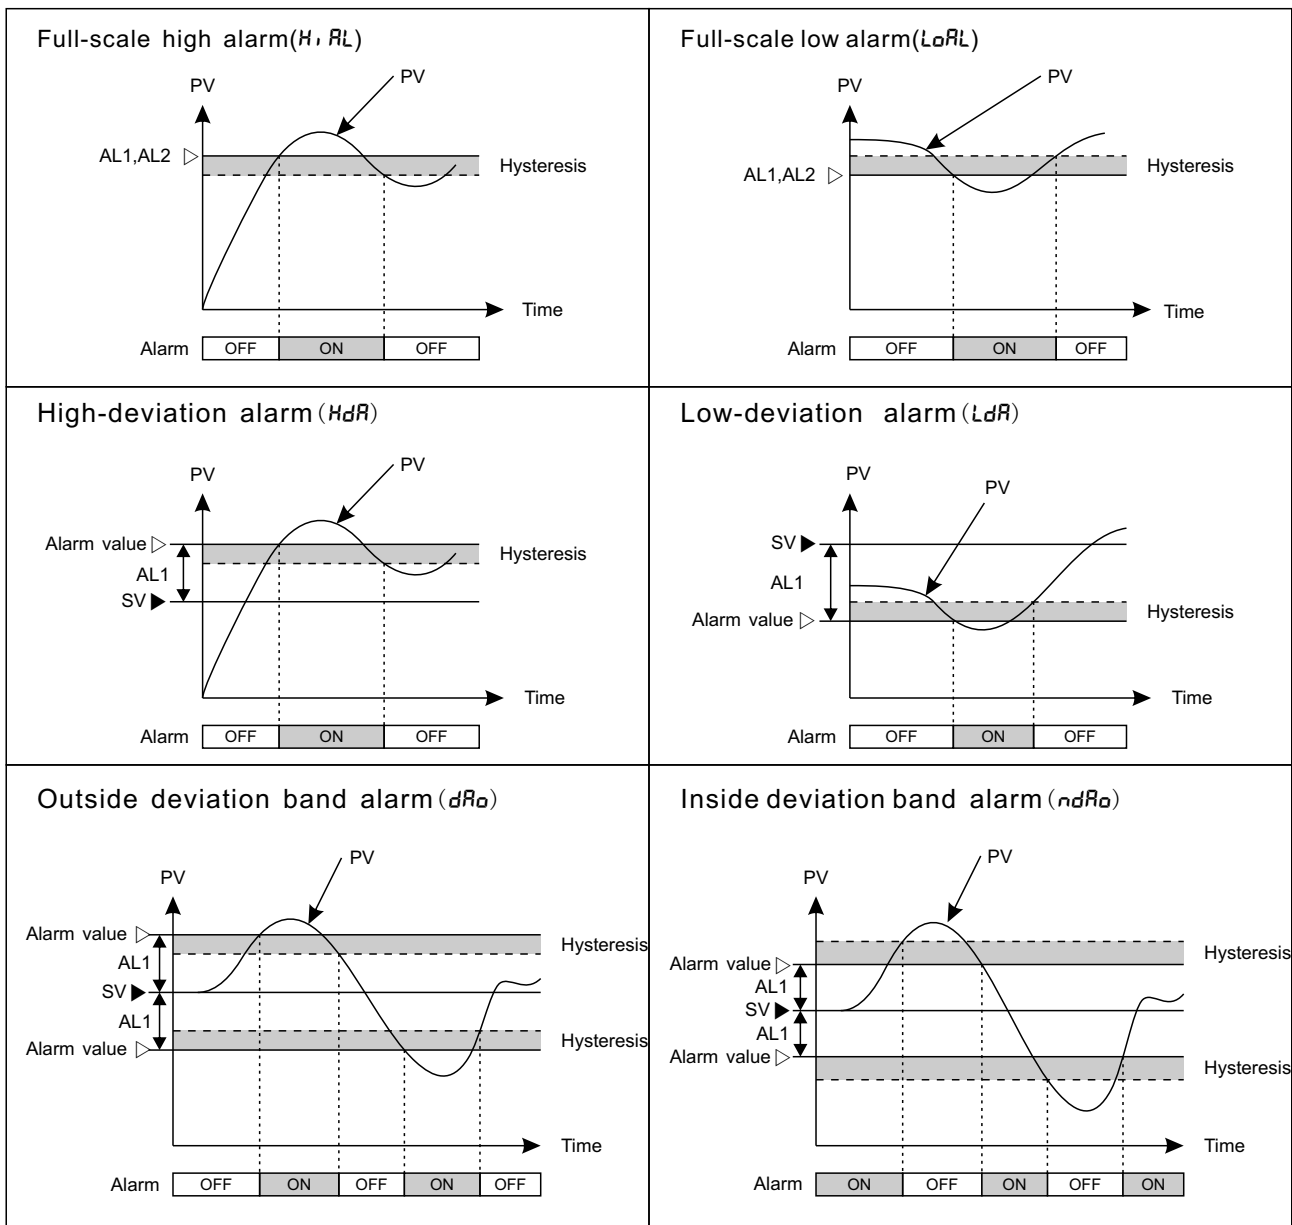 Full-scale high alarm(HiAL)
PV
PV
AL1,AL2
Hysteresis
Time
Alarm OFF ON OFF
Full-scale low alarm(LoAL)
PV
PV
AL1,AL2
Hysteresis
Time
Alarm OFF ON OFF
High-deviation alarm(HdA)
PV
PV
Alarm value
Hysteresis
AL1
SV
Time
Alarm OFF ON OFF
Low-deviation alarm(LdA)
PV
PV
SV
AL1
Hysteresis
Alarm value
Time
Alarm OFF ON OFF
Outside deviation band alarm(dAo)
PV
PV
Alarm value
Hysteresis
AL1
SV
AL1
Hysteresis
Alarm value
Time
Alarm OFF ON OFF ON OFF
Inside deviation band alarm(ndAo)
PV
PV
Hysteresis
Alarm value
AL1
SV
AL1
Alarm value
Hysteresis
Time
Alarm ON OFF ON OFF ON